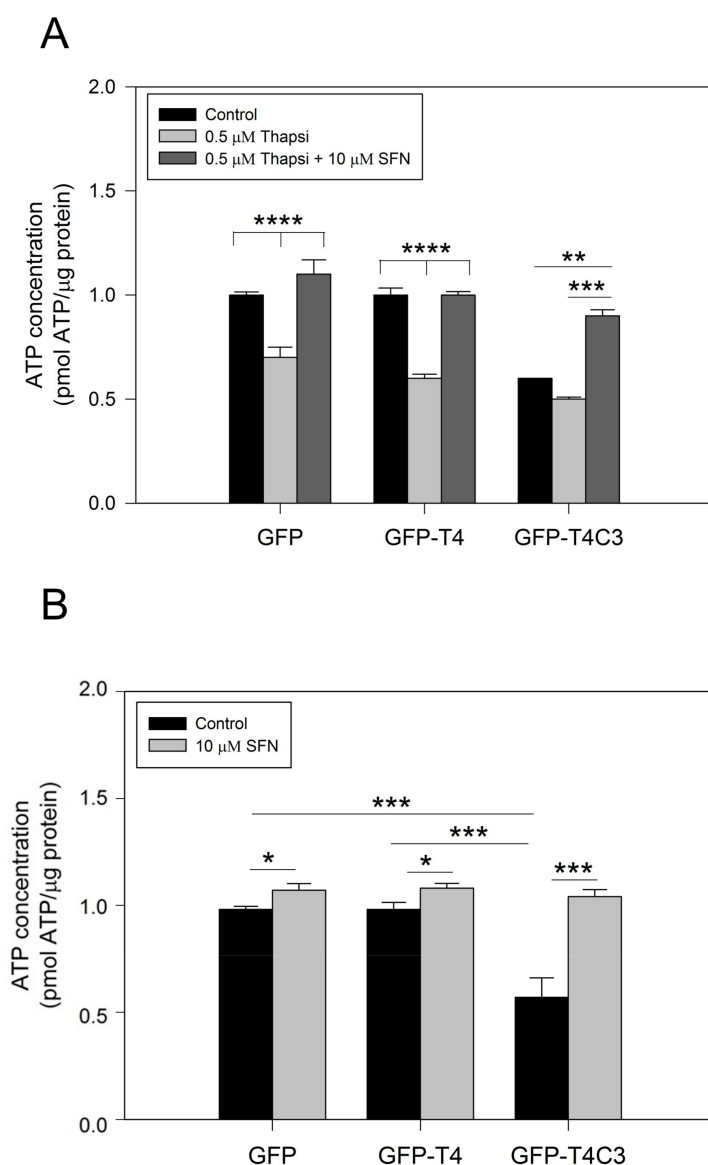 A
2.0
Control
0.5 μM Thapsi
0.5 μM Thapsi + 10 μM SFN
1.5
****
****
**
***
1.0
0.5
0.0
ATP concentration
(pmol ATP/μg protein)
GFP
GFP-T4
GFP-T4C3
B
2.0
Control
10 μM SFN
1.5
***
***
*
*
***
1.0
0.5
0.0
ATP concentration
(pmol ATP/μg protein)
GFP
GFP-T4
GFP-T4C3